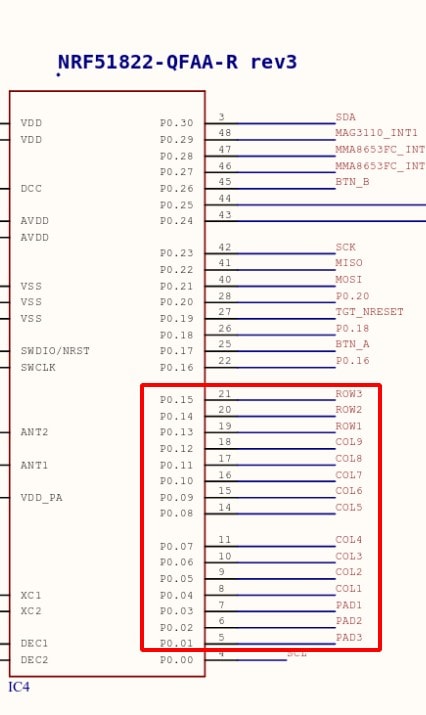 NRF51822-QFAA-R rev3
VDD P0.30 3 SDA
VDD P0.29 48 MAG3110_INT1
P0.28 47 MMA8653FC_INT
P0.27 46 MMA8653FC_INT
DCC P0.26 45 BTN_B
P0.25 44
AVDD P0.24 43
AVDD
P0.23 42 SCK
P0.22 41 MISO
VSS P0.21 40 MOSI
VSS P0.20 28 P0.20
VSS P0.19 27 TGT_NRESET
P0.18 26 P0.18
SWDIO/NRST P0.17 25 BTN_A
SWCLK P0.16 22 P0.16
P0.15 21 ROW3
P0.14 20 ROW2
ANT2 P0.13 19 ROW1
P0.12 18 COL9
ANT1 P0.11 17 COL8
P0.10 16 COL7
VDD_PA P0.09 15 COL6
P0.08 14 COL5
P0.07 11 COL4
P0.06 10 COL3
P0.05 9 COL2
XC1 P0.04 8 COL1
XC2 P0.03 7 PAD1
P0.02 6 PAD2
DEC1 P0.01 5 PAD3
DEC2 P0.00 4
IC4